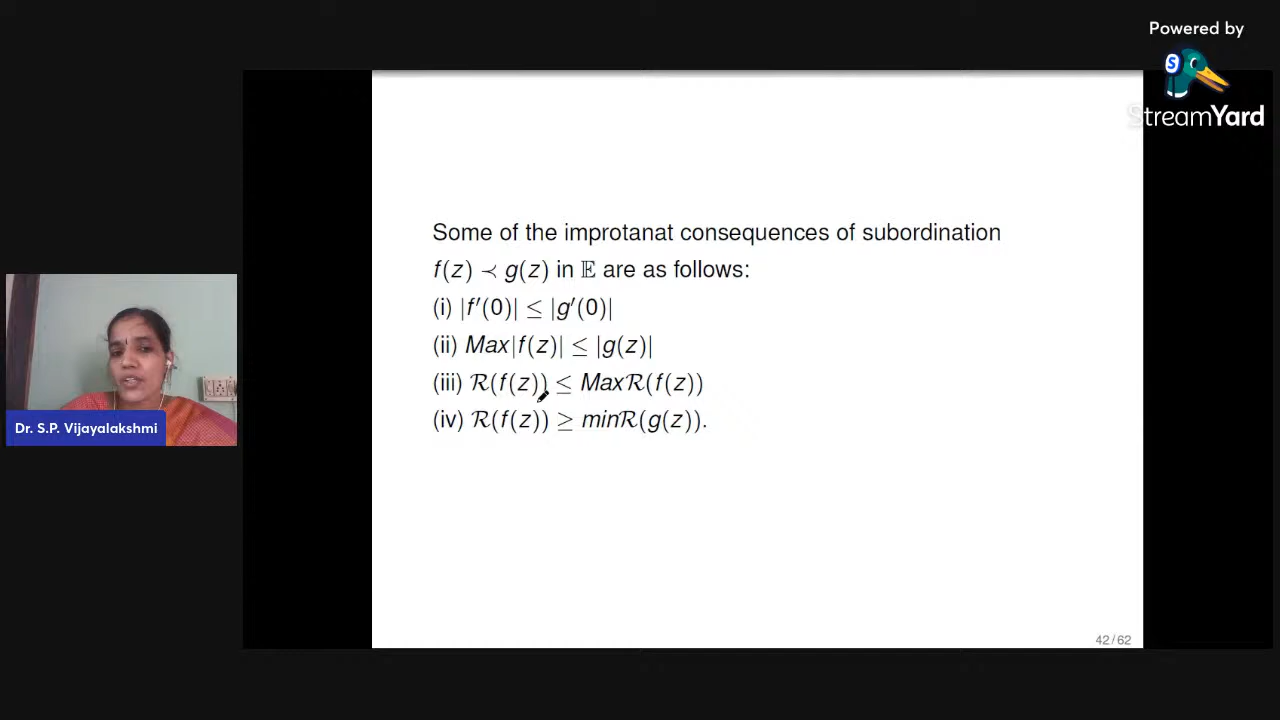 Powered by
StreamYard
Some of the improtanat consequences of subordination
f(z) ≺ g(z) in 𝔼 are as follows:
(i) |f′(0)| ≤ |g′(0)|
(ii) Max|f(z)| ≤ |g(z)|
(iii) ℛ(f(z)) ≤ Maxℛ(f(z))
(iv) ℛ(f(z)) ≥ minℛ(g(z)).
Dr. S.P. Vijayalakshmi
42/62